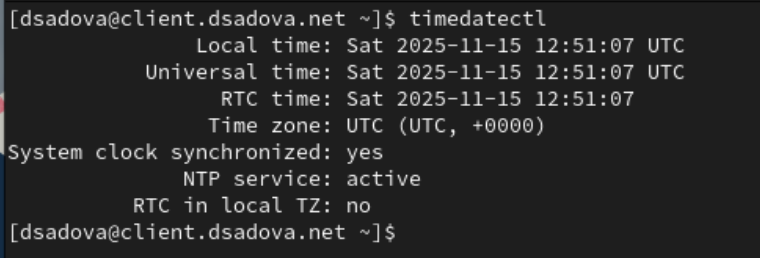 [dsadova@client.dsadova.net ~]$ timedatectl
               Local time: Sat 2025-11-15 12:51:07 UTC
           Universal time: Sat 2025-11-15 12:51:07 UTC
                 RTC time: Sat 2025-11-15 12:51:07
                Time zone: UTC (UTC, +0000)
System clock synchronized: yes
              NTP service: active
          RTC in local TZ: no
[dsadova@client.dsadova.net ~]$